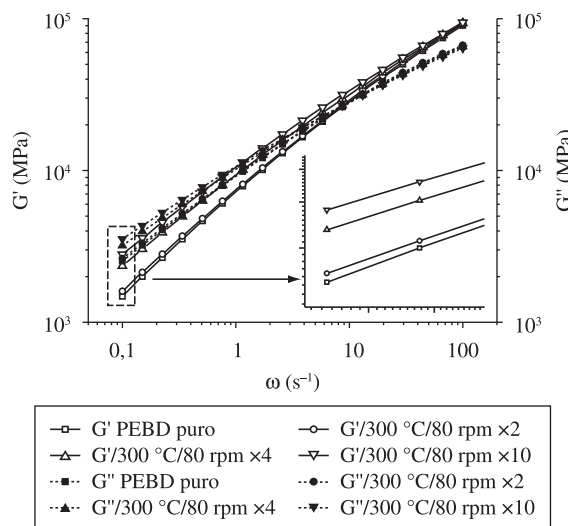 10⁵
10⁵
10⁴
10⁴
10³
10³
G' (MPa)
G" (MPa)
0,1
1
10
100
ω (s⁻¹)
G' PEBD puro
G'/300 °C/80 rpm ×2
G'/300 °C/80 rpm ×4
G'/300 °C/80 rpm ×10
G" PEBD puro
G"/300 °C/80 rpm ×2
G"/300 °C/80 rpm ×4
G"/300 °C/80 rpm ×10